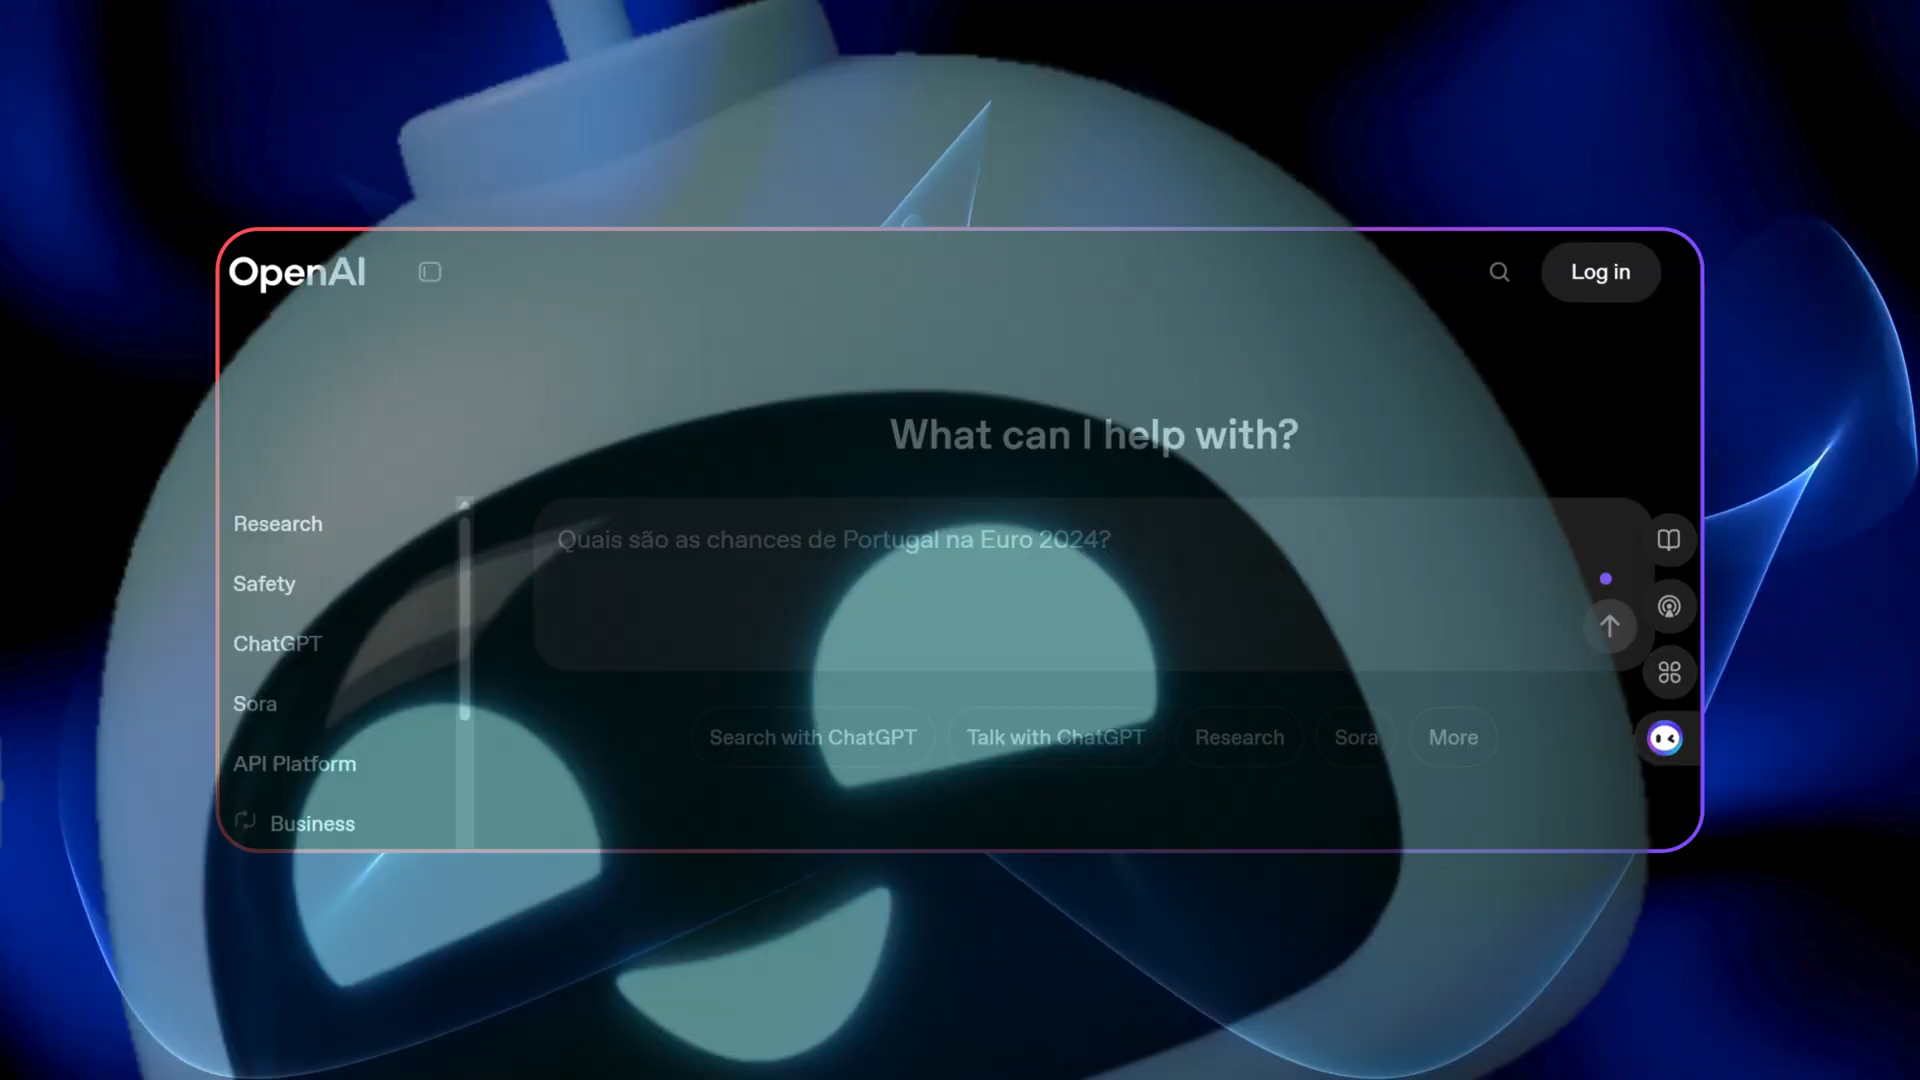 OpenAI
Log in
What can I help with?
Quais são as chances de Portugal na Euro 2024?
Research
Safety
ChatGPT
Sora
API Platform
Business
Search with ChatGPT
Talk with ChatGPT
Research
Sora
More